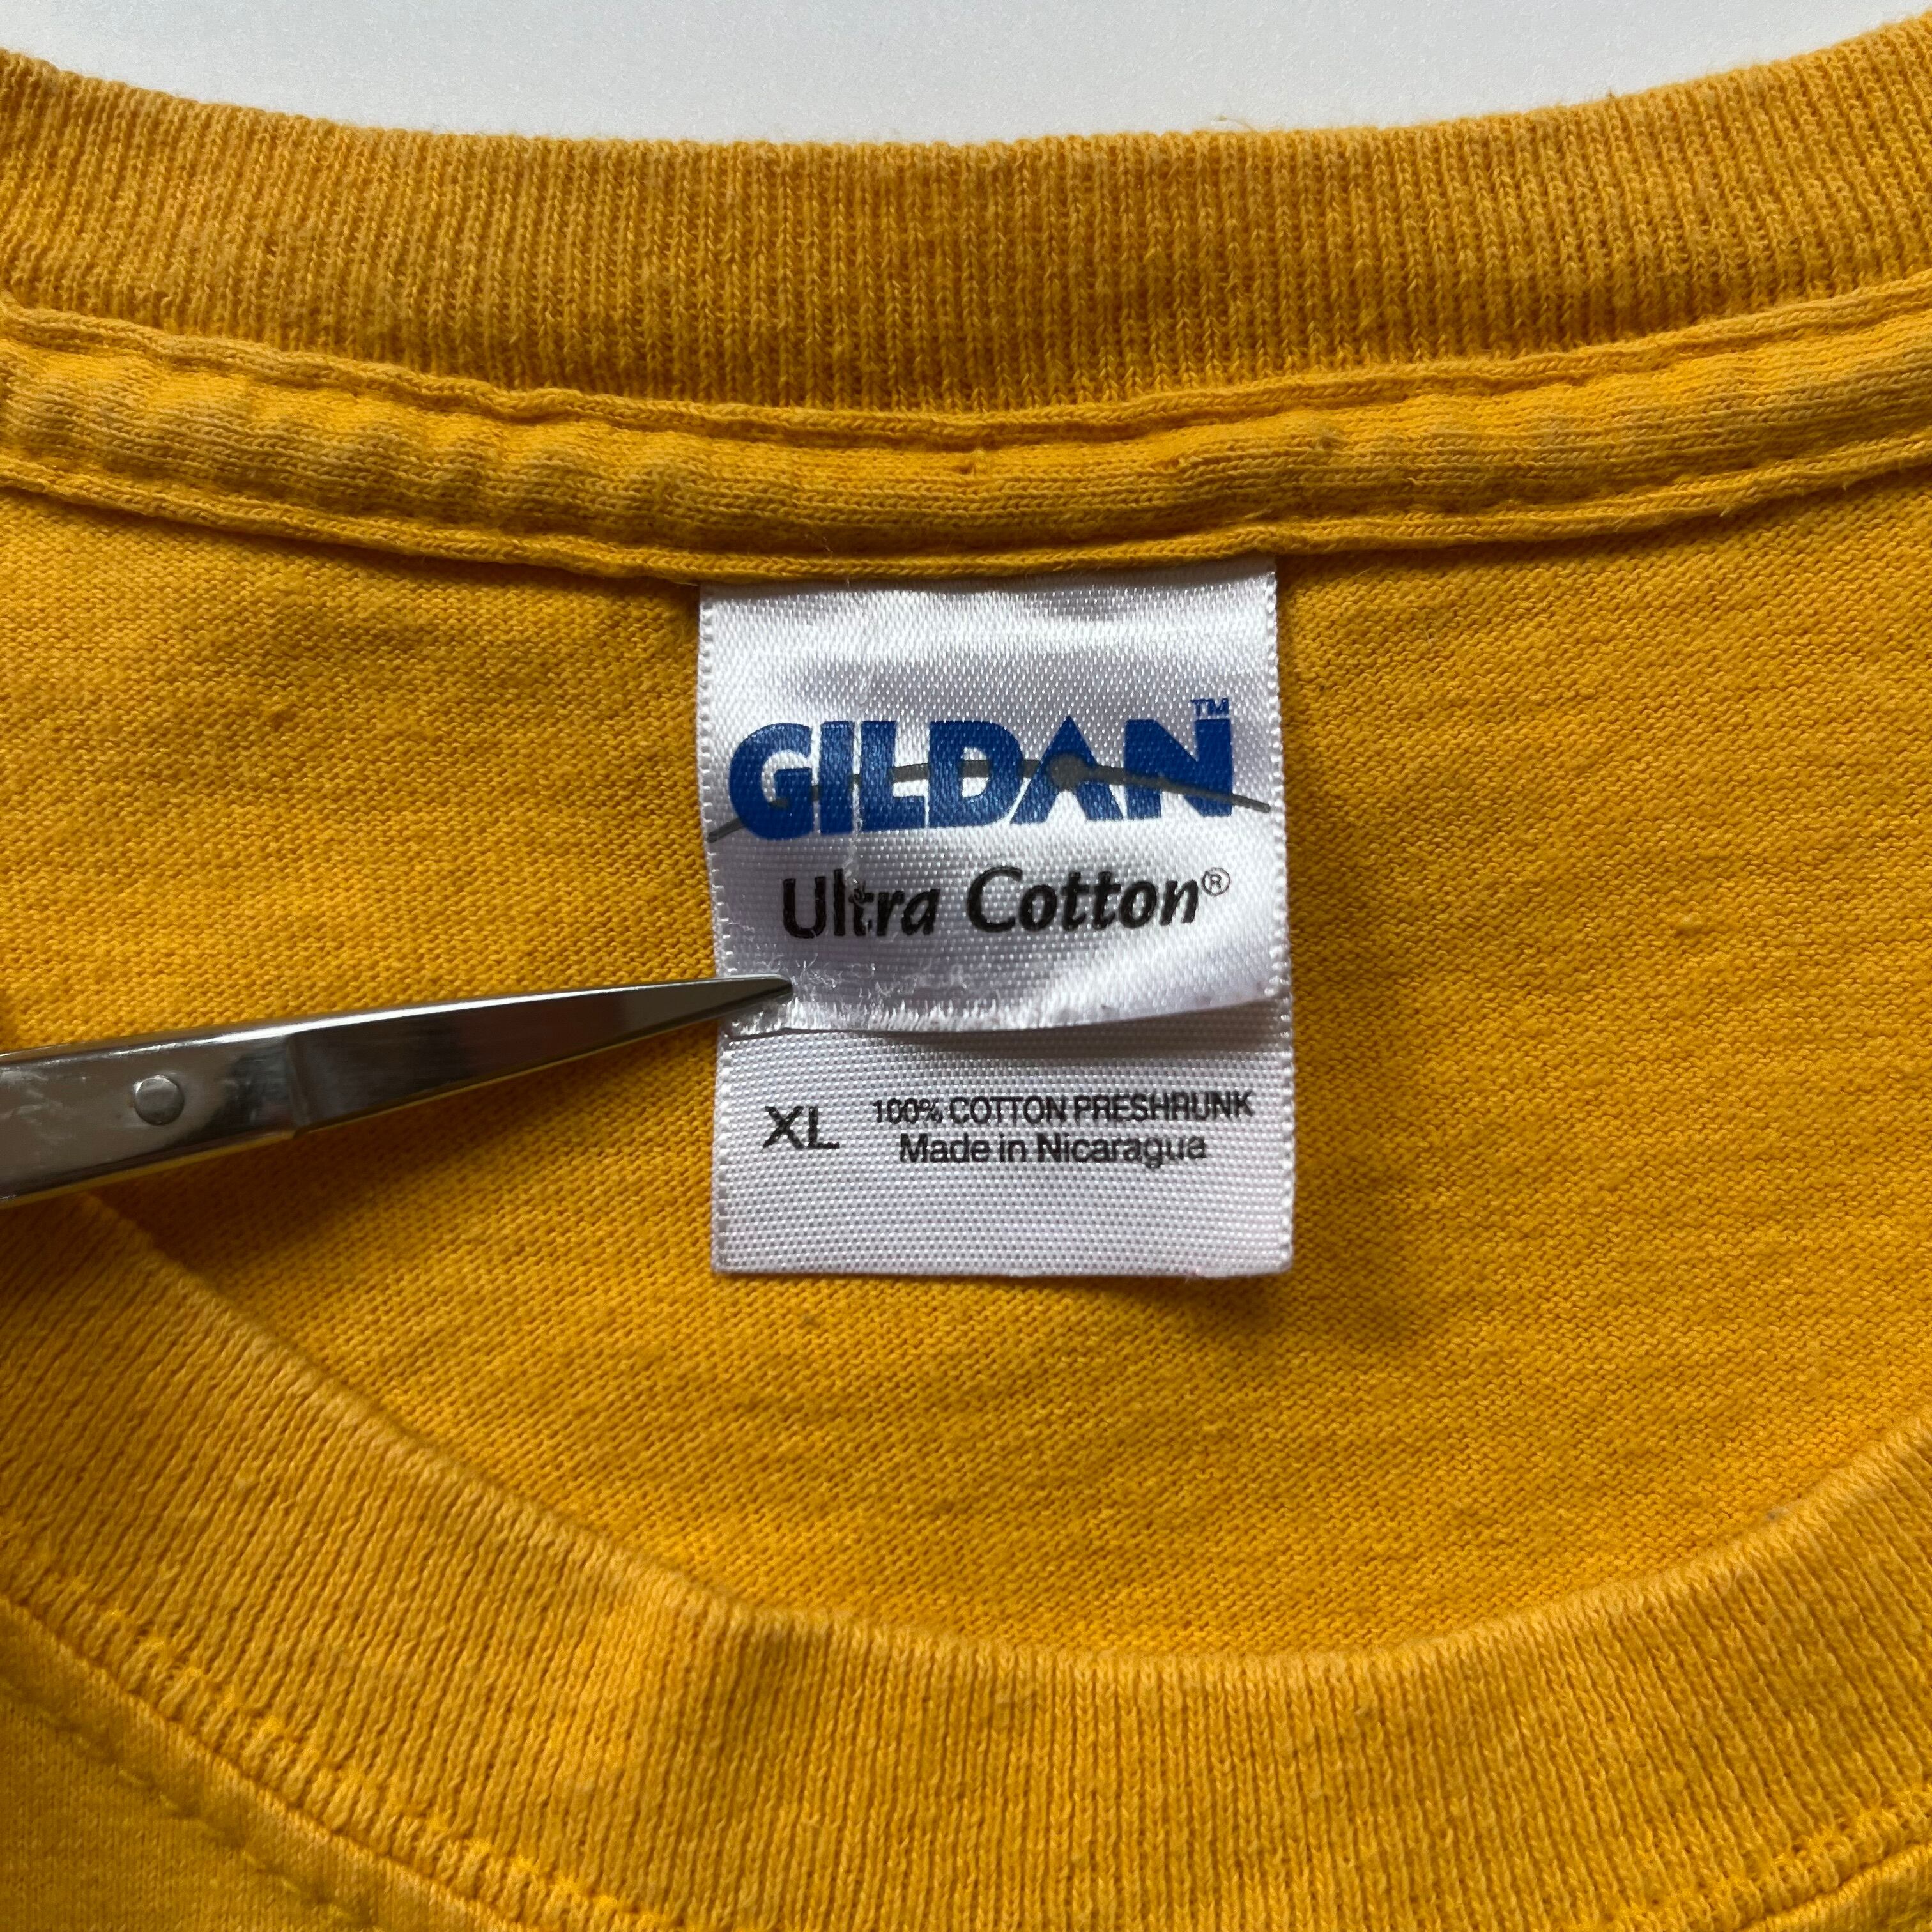 GILDAN™
Ultra Cotton®
XL 100% COTTON PRESHRUNK
Made in Nicaragua